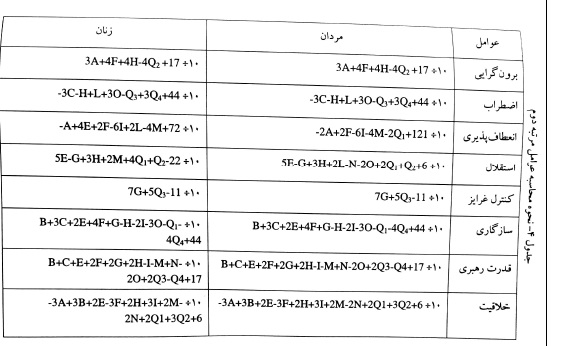 جدول ۴- نحوه محاسبه عوامل مرتبه دوم
عوامل مردان زنان
برون‌گرایی 3A+4F+4H-4Q₂ +17 ÷۱۰ 3A+4F+4H-4Q₂ +17 ÷۱۰
اضطراب -3C-H+L+3O-Q₃+3Q₄+44 ÷۱۰ -3C-H+L+3O-Q₃+3Q₄+44 ÷۱۰
انعطاف‌پذیری -2A+2F-6I-4M-2Q₁+121 ÷۱۰ -A+4E+2F-6I+2L-4M+72 ÷۱۰
استقلال 5E-G+3H+2L-N-2O+2Q₁+Q₂+6 ÷۱۰ 5E-G+3H+2M+4Q₁+Q₂-22 ÷۱۰
کنترل غرایز 7G+5Q₃-11 ÷۱۰ 7G+5Q₃-11 ÷۱۰
سازگاری B+3C+2E+4F+G-H-2I-3O-Q₁-4Q₄+44 ÷۱۰ B+3C+2E+4F+G-H-2I-3O-Q₁- ÷۱۰
4Q₄+44
قدرت رهبری B+C+E+2F+2G+2H-I-M+N-2O+2Q3-Q4+17 ÷۱۰ B+C+E+2F+2G+2H-I-M+N- ÷۱۰
2O+2Q3-Q4+17
خلاقیت -3A+3B+2E-3F+2H+3I+2M-2N+2Q1+3Q2+6 ÷۱۰ -3A+3B+2E-3F+2H+3I+2M- ÷۱۰
2N+2Q1+3Q2+6